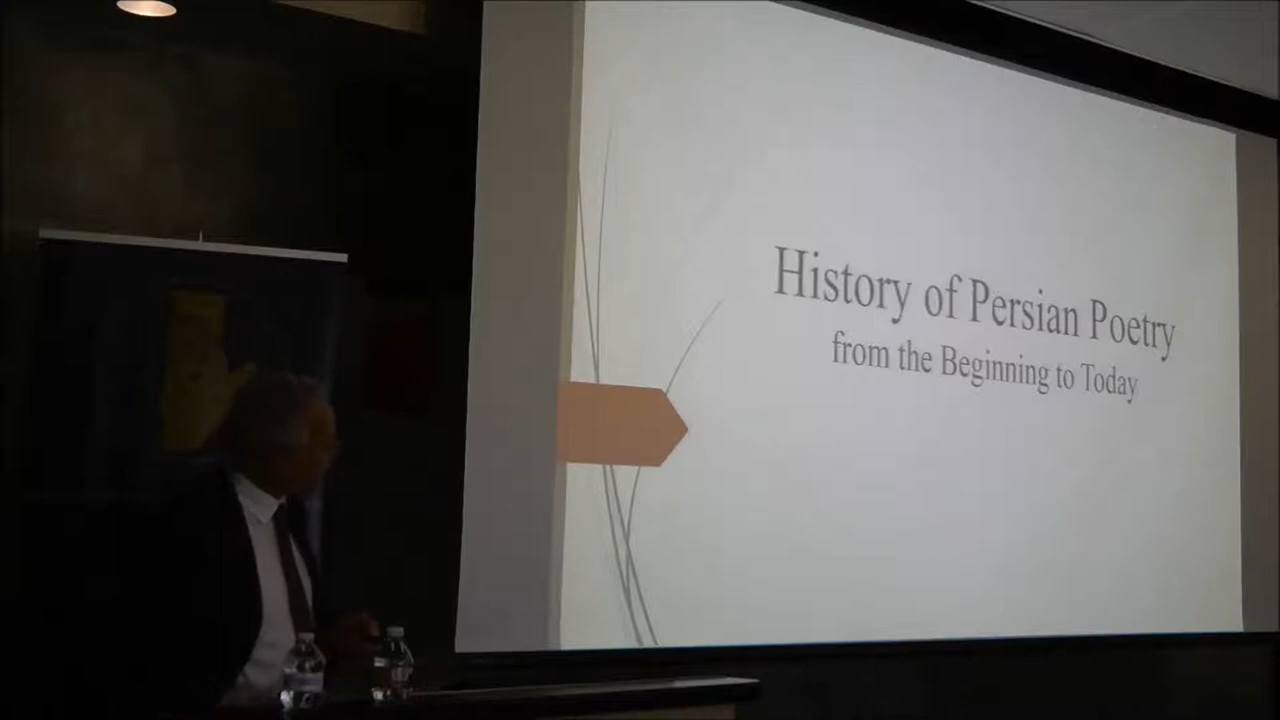 History of Persian Poetry
from the Beginning to Today